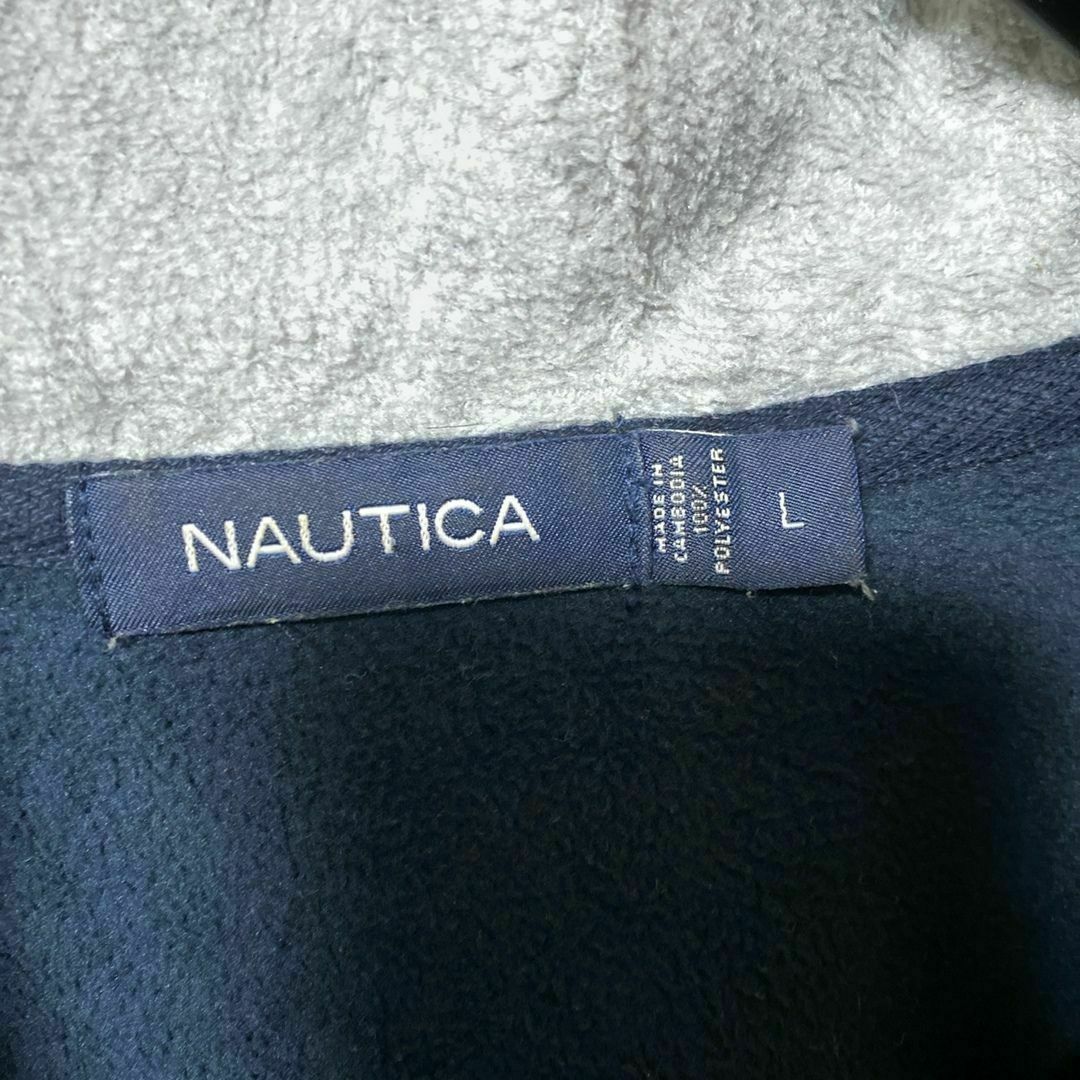 NAUTICA
MADE IN
CAMBODIA
100%
POLYESTER
L